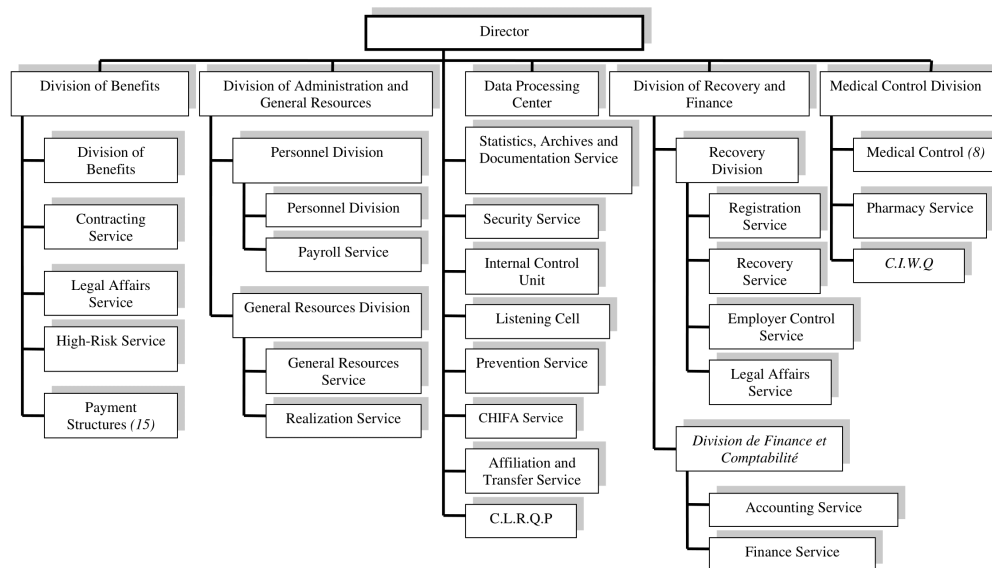 Director
Division of Benefits
Division of Benefits
Contracting
Service
Legal Affairs
Service
High-Risk Service
Payment
Structures (15)
Division of Administration and
General Resources
Personnel Division
Personnel Division
Payroll Service
General Resources Division
General Resources
Service
Realization Service
Data Processing
Center
Statistics, Archives and
Documentation Service
Security Service
Internal Control
Unit
Listening Cell
Prevention Service
CHIFA Service
Affiliation and
Transfer Service
C.L.R.Q.P
Division of Recovery and
Finance
Recovery
Division
Registration
Service
Recovery
Service
Employer Control
Service
Legal Affairs
Service
Division de Finance et
Comptabilité
Accounting Service
Finance Service
Medical Control Division
Medical Control (8)
Pharmacy Service
C.I.W.Q